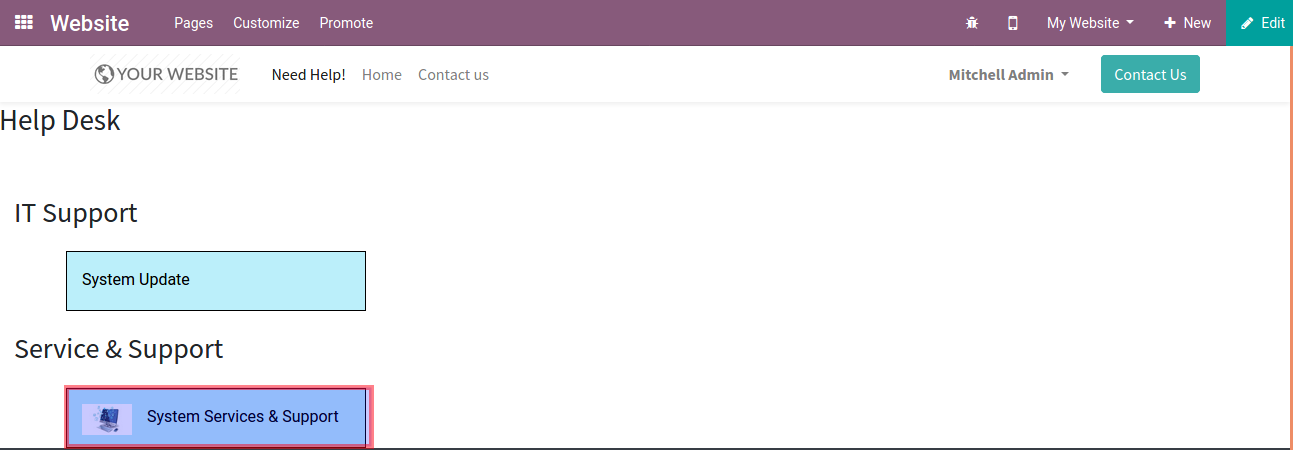 Website Pages Customize Promote My Website New Edit
YOUR WEBSITE Need Help! Home Contact us Mitchell Admin Contact Us
Help Desk
IT Support
System Update
Service & Support
System Services & Support